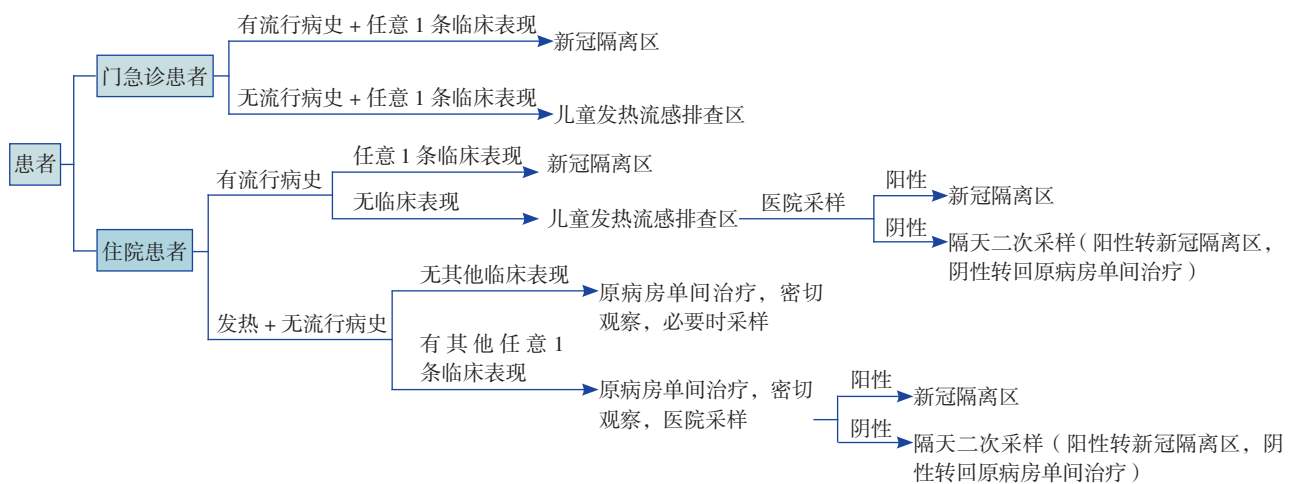 患者
门急诊患者
有流行病史 + 任意 1 条临床表现
新冠隔离区
无流行病史 + 任意 1 条临床表现
儿童发热流感排查区
住院患者
有流行病史
任意 1 条临床表现
新冠隔离区
无临床表现
儿童发热流感排查区
医院采样
阳性
新冠隔离区
阴性
隔天二次采样（阳性转新冠隔离区，
阴性转回原病房单间治疗）
发热 + 无流行病史
无其他临床表现
原病房单间治疗，密切
观察，必要时采样
有其他任意1
条临床表现
原病房单间治疗，密切
观察，医院采样
阳性
新冠隔离区
阴性
隔天二次采样（阳性转新冠隔离区，阴
性转回原病房单间治疗）